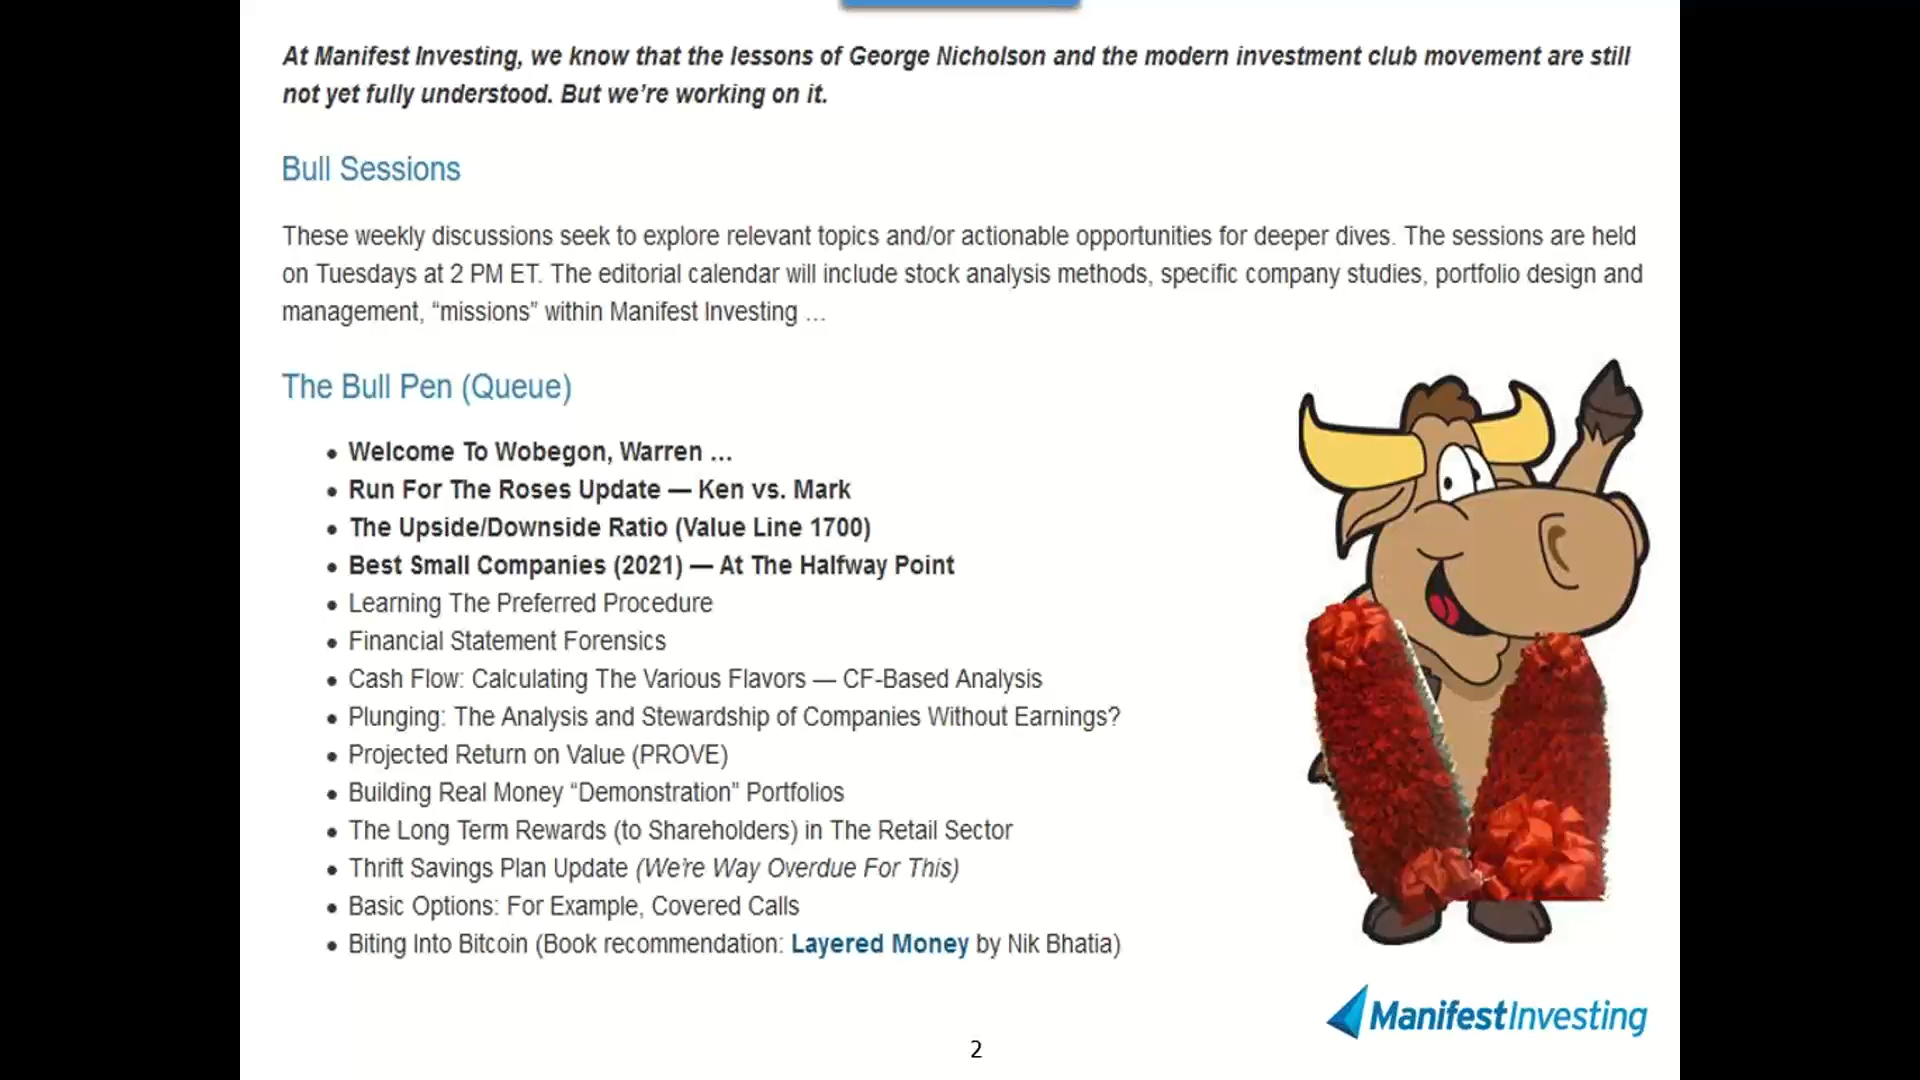 At Manifest Investing, we know that the lessons of George Nicholson and the modern investment club movement are still
not yet fully understood. But we’re working on it.
Bull Sessions
These weekly discussions seek to explore relevant topics and/or actionable opportunities for deeper dives. The sessions are held
on Tuesdays at 2 PM ET. The editorial calendar will include stock analysis methods, specific company studies, portfolio design and
management, “missions” within Manifest Investing …
The Bull Pen (Queue)
• Welcome To Wobegon, Warren …
• Run For The Roses Update — Ken vs. Mark
• The Upside/Downside Ratio (Value Line 1700)
• Best Small Companies (2021) — At The Halfway Point
• Learning The Preferred Procedure
• Financial Statement Forensics
• Cash Flow: Calculating The Various Flavors — CF-Based Analysis
• Plunging: The Analysis and Stewardship of Companies Without Earnings?
• Projected Return on Value (PROVE)
• Building Real Money “Demonstration” Portfolios
• The Long Term Rewards (to Shareholders) in The Retail Sector
• Thrift Savings Plan Update (We’re Way Overdue For This)
• Basic Options: For Example, Covered Calls
• Biting Into Bitcoin (Book recommendation: Layered Money by Nik Bhatia)
ManifestInvesting
2